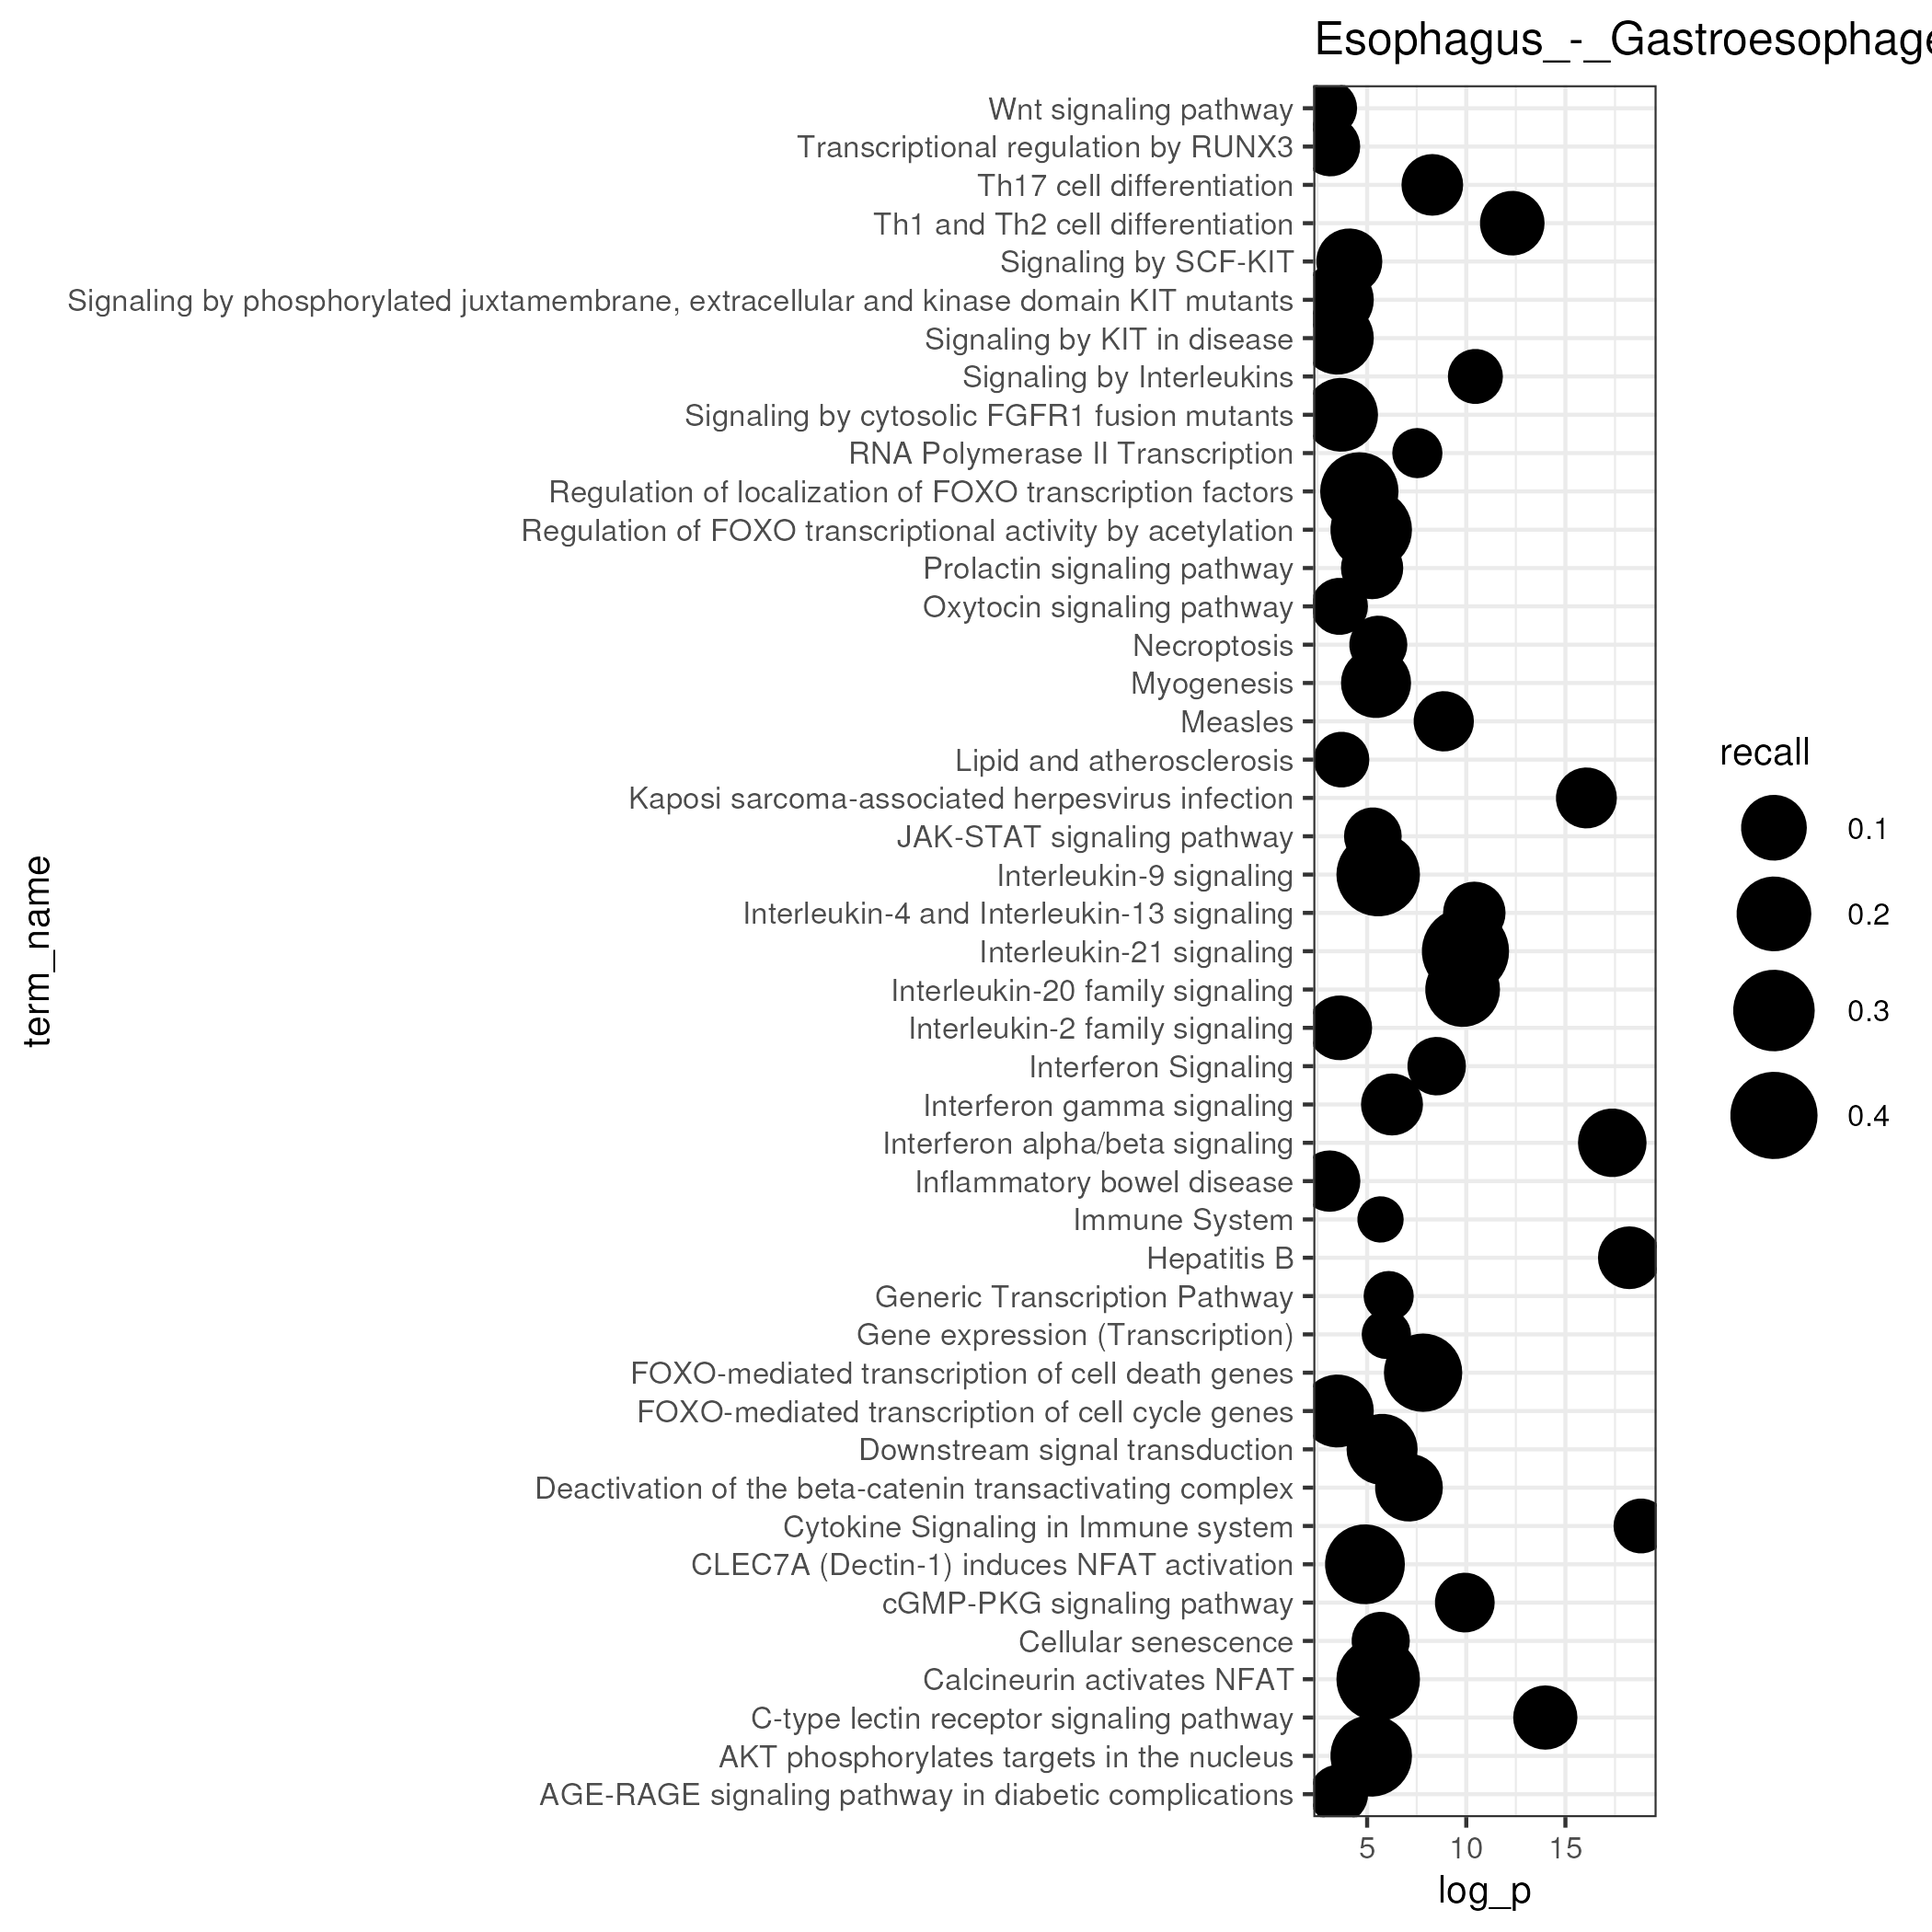 Esophagus_-_Gastroesophage
Wnt signaling pathway
Transcriptional regulation by RUNX3
Th17 cell differentiation
Th1 and Th2 cell differentiation
Signaling by SCF-KIT
Signaling by phosphorylated juxtamembrane, extracellular and kinase domain KIT mutants
Signaling by KIT in disease
Signaling by Interleukins
Signaling by cytosolic FGFR1 fusion mutants
RNA Polymerase II Transcription
Regulation of localization of FOXO transcription factors
Regulation of FOXO transcriptional activity by acetylation
Prolactin signaling pathway
Oxytocin signaling pathway
Necroptosis
Myogenesis
Measles
Lipid and atherosclerosis
Kaposi sarcoma-associated herpesvirus infection
JAK-STAT signaling pathway
Interleukin-9 signaling
Interleukin-4 and Interleukin-13 signaling
Interleukin-21 signaling
Interleukin-20 family signaling
Interleukin-2 family signaling
Interferon Signaling
Interferon gamma signaling
Interferon alpha/beta signaling
Inflammatory bowel disease
Immune System
Hepatitis B
Generic Transcription Pathway
Gene expression (Transcription)
FOXO-mediated transcription of cell death genes
FOXO-mediated transcription of cell cycle genes
Downstream signal transduction
Deactivation of the beta-catenin transactivating complex
Cytokine Signaling in Immune system
CLEC7A (Dectin-1) induces NFAT activation
cGMP-PKG signaling pathway
Cellular senescence
Calcineurin activates NFAT
C-type lectin receptor signaling pathway
AKT phosphorylates targets in the nucleus
AGE-RAGE signaling pathway in diabetic complications
term_name
5 10 15
log_p
recall
0.1
0.2
0.3
0.4